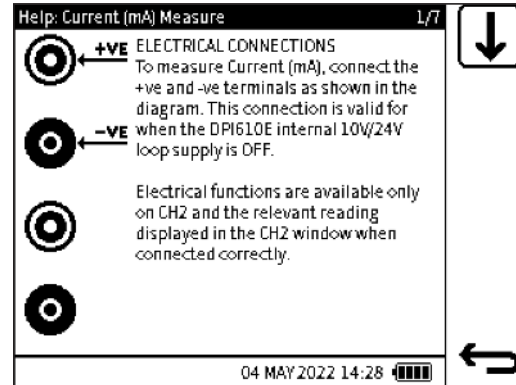 Help: Current (mA) Measure 1/7
+VE ELECTRICAL CONNECTIONS
To measure Current (mA), connect the
+ve and -ve terminals as shown in the
diagram. This connection is valid for
-VE when the DPI610E internal 10V/24V
loop supply is OFF.
Electrical functions are available only
on CH2 and the relevant reading
displayed in the CH2 window when
connected correctly.
04 MAY 2022 14:28